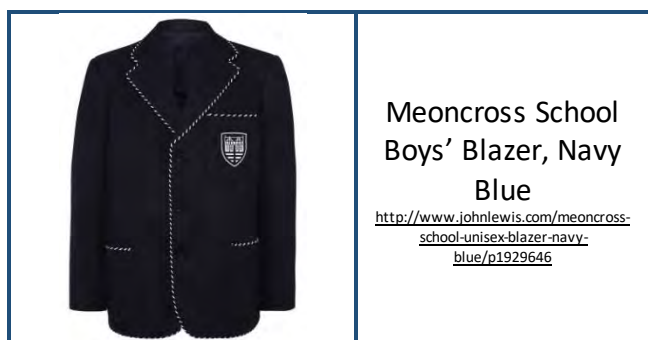 Meoncross School
Boys’ Blazer, Navy
Blue
http://www.johnlewis.com/meoncross-
school-unisex-blazer-navy-
blue/p1929646